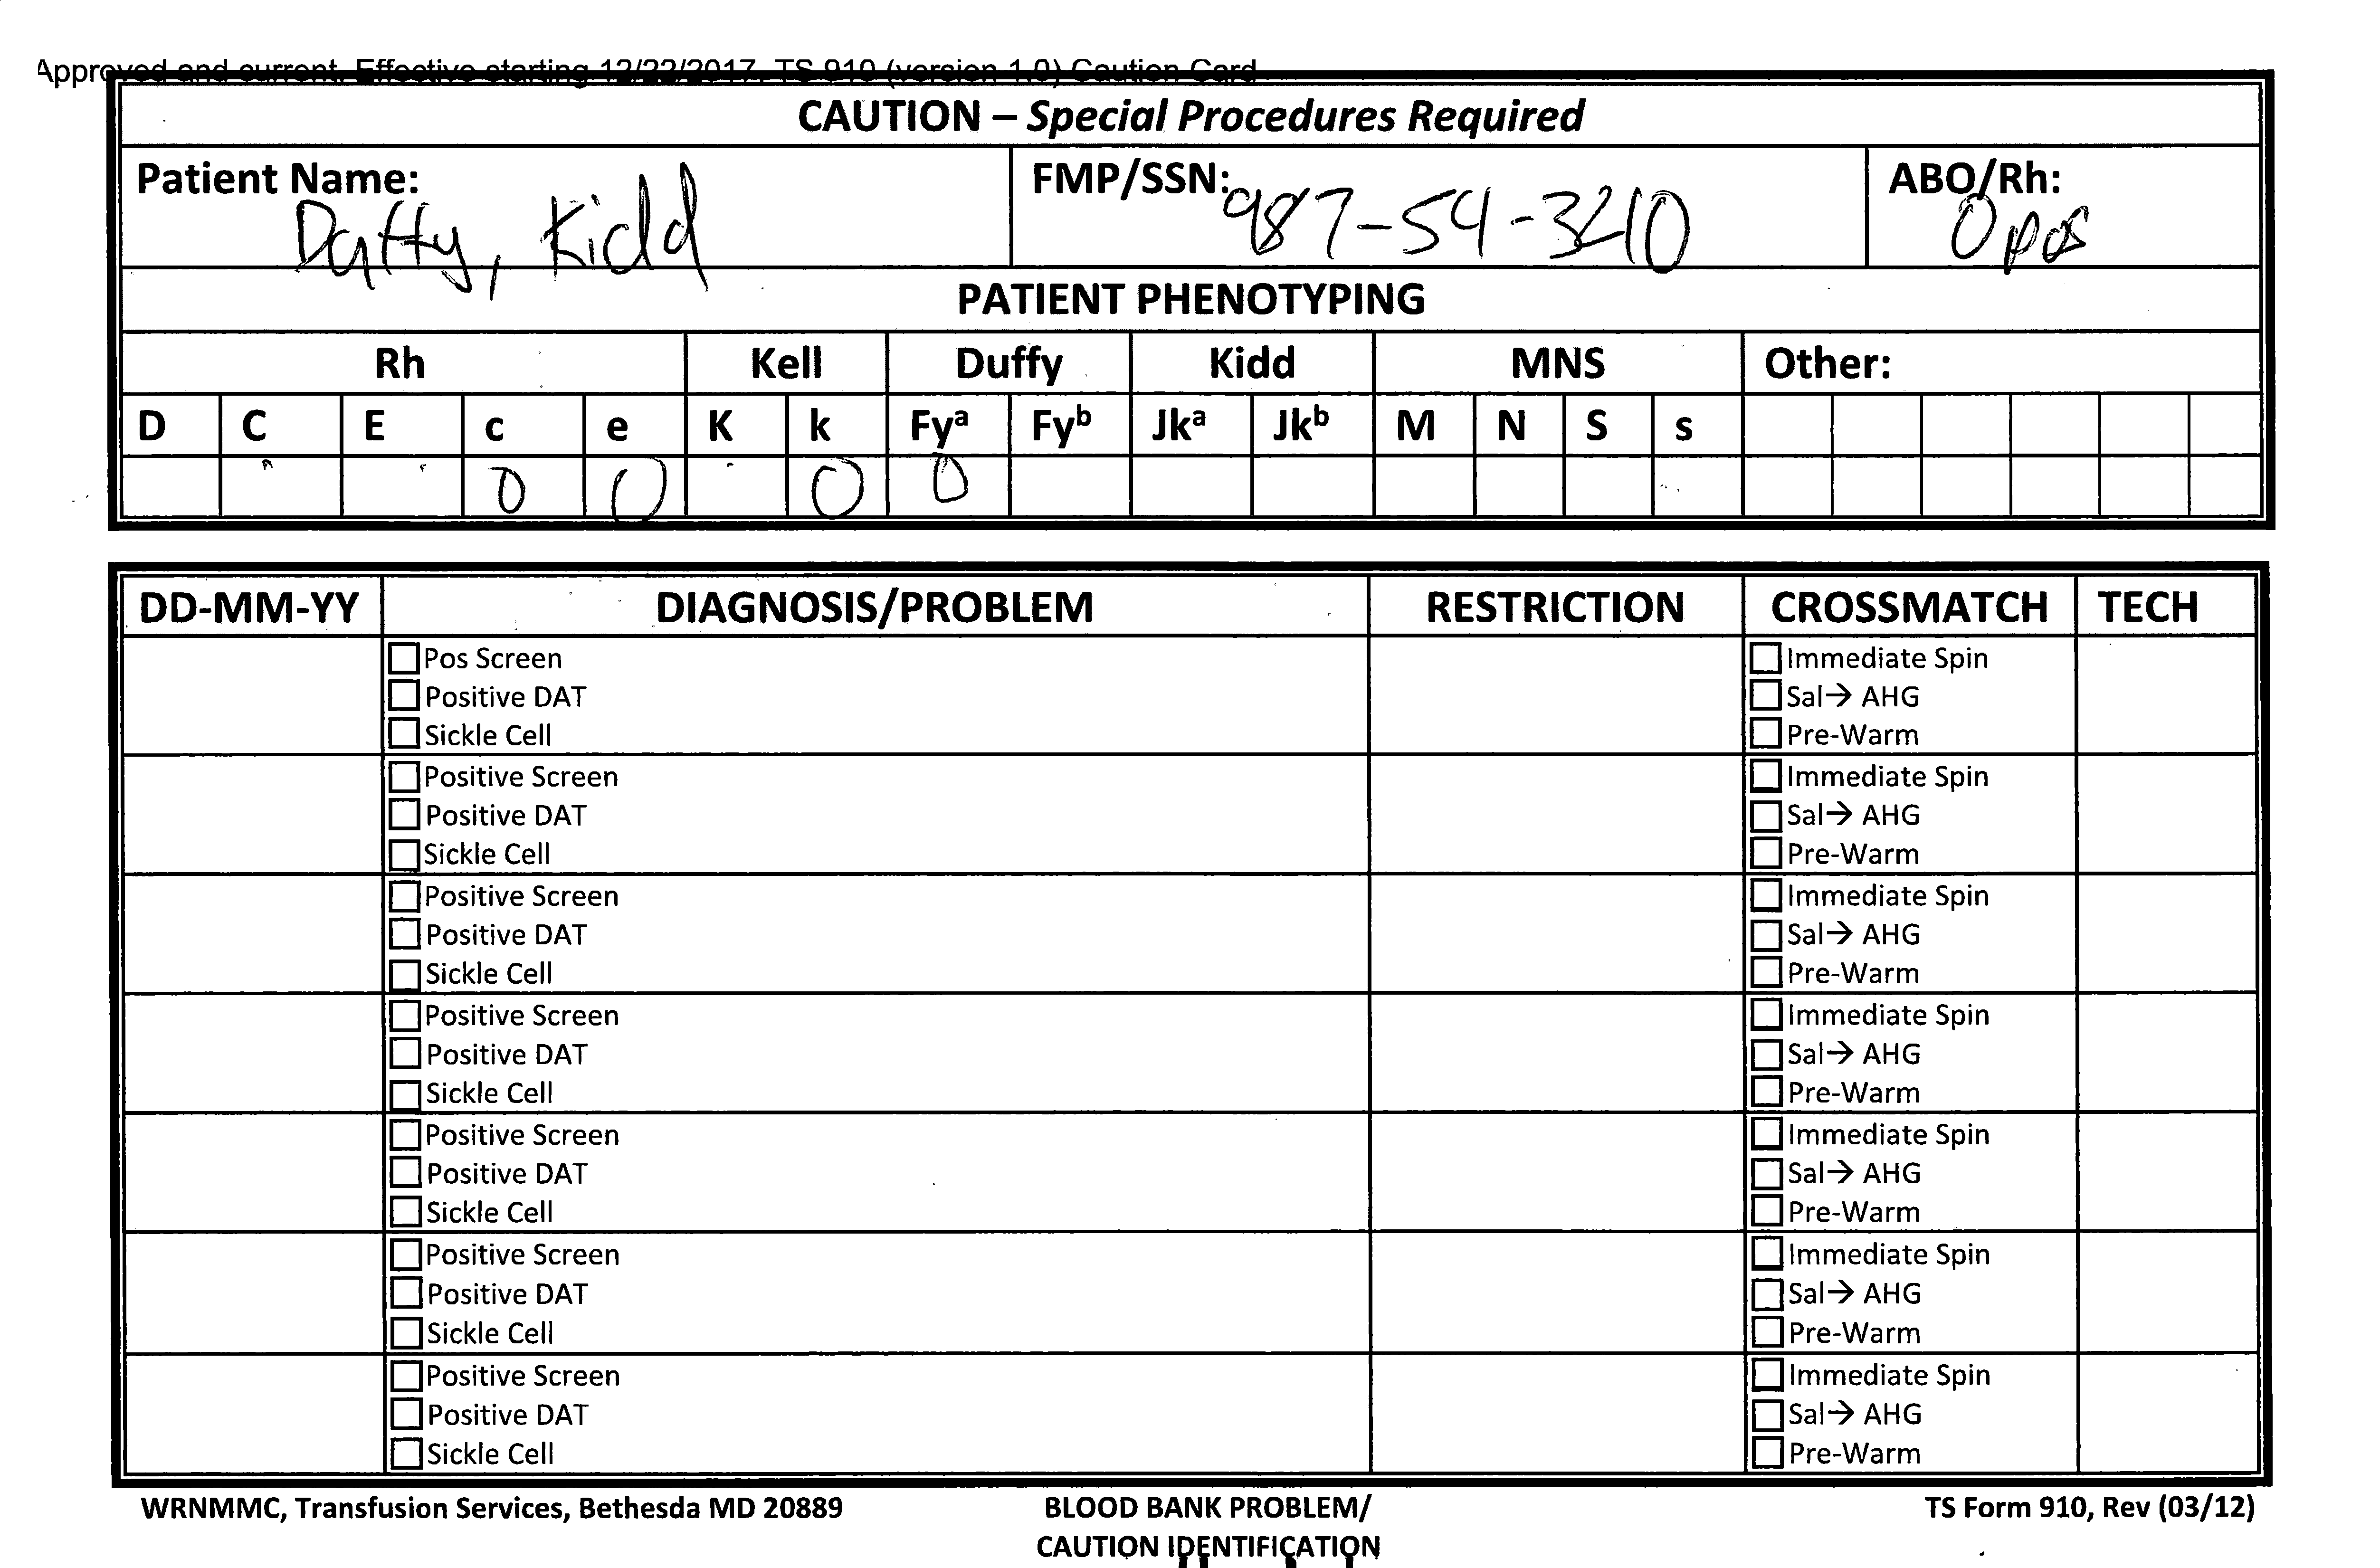 Approved and current. Effective starting 12/22/2017. TS 910 (version 1.0) Caution Card
CAUTION – Special Procedures Required
Patient Name: Duffy, Kidd
FMP/SSN: 987-54-3210
ABO/Rh: O pos
PATIENT PHENOTYPING
Rh Kell Duffy Kidd MNS Other:
D C E c e K k Fyᵃ Fyᵇ Jkᵃ Jkᵇ M N S s
0 0 0 0
DD-MM-YY DIAGNOSIS/PROBLEM RESTRICTION CROSSMATCH TECH
Pos Screen Immediate Spin
Positive DAT Sal→ AHG
Sickle Cell Pre-Warm
Positive Screen Immediate Spin
Positive DAT Sal→ AHG
Sickle Cell Pre-Warm
Positive Screen Immediate Spin
Positive DAT Sal→ AHG
Sickle Cell Pre-Warm
Positive Screen Immediate Spin
Positive DAT Sal→ AHG
Sickle Cell Pre-Warm
Positive Screen Immediate Spin
Positive DAT Sal→ AHG
Sickle Cell Pre-Warm
Positive Screen Immediate Spin
Positive DAT Sal→ AHG
Sickle Cell Pre-Warm
Positive Screen Immediate Spin
Positive DAT Sal→ AHG
Sickle Cell Pre-Warm
WRNMMC, Transfusion Services, Bethesda MD 20889 BLOOD BANK PROBLEM/ TS Form 910, Rev (03/12)
CAUTION IDENTIFICATION